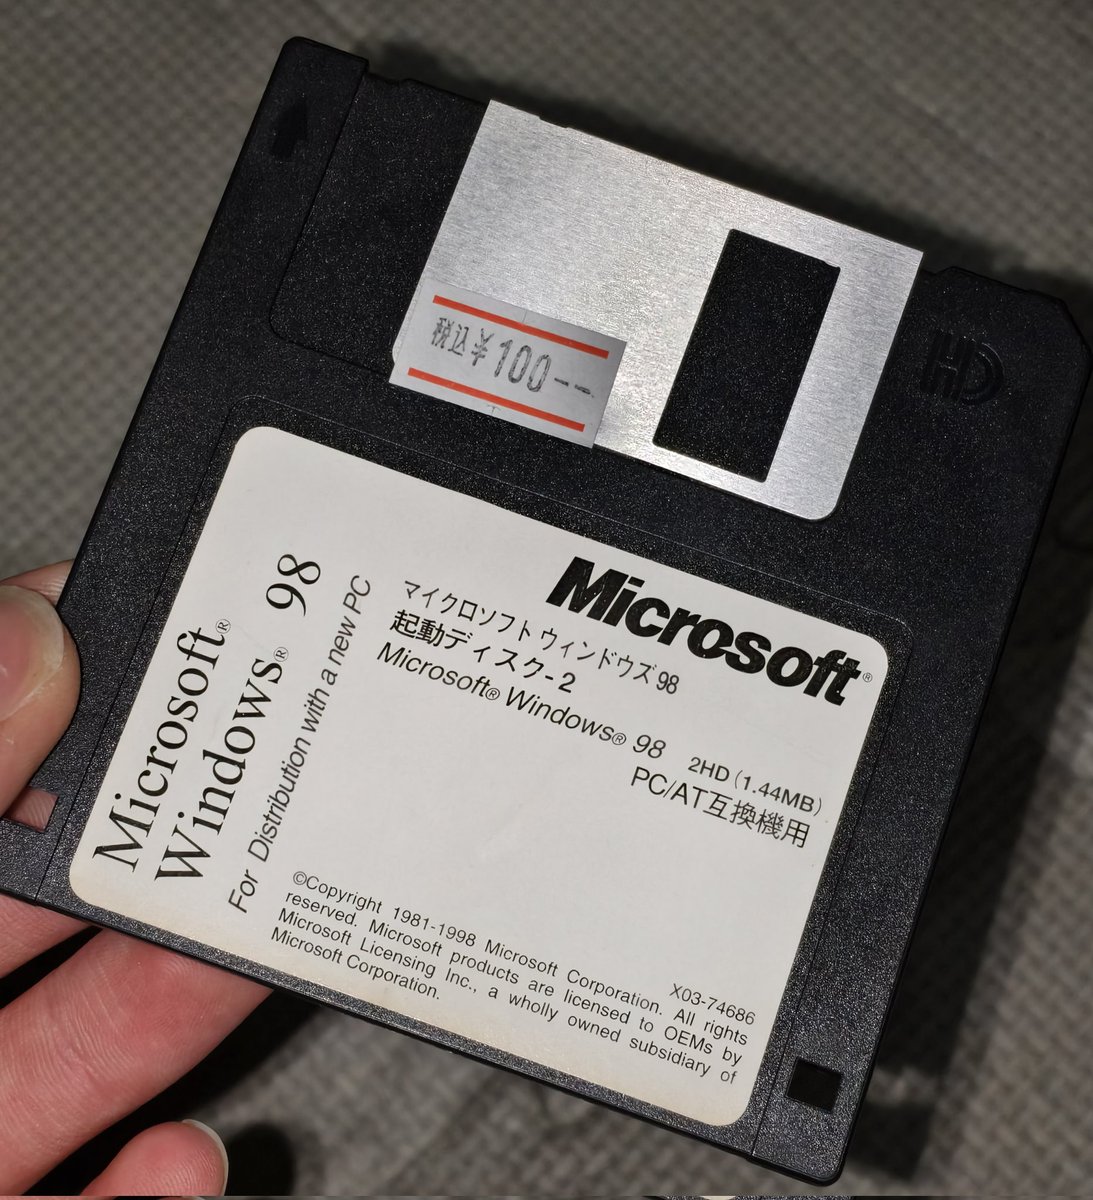 HD
税込¥100--
Microsoft®
マイクロソフト ウィンドウズ 98
起動ディスク-2
Microsoft® Windows® 98
2HD (1.44MB)
PC/AT互換機用
Microsoft®
Windows® 98
For Distribution with a new PC
X03-74686
©Copyright 1981-1998 Microsoft Corporation. All rights
reserved. Microsoft products are licensed to OEMs by
Microsoft Licensing Inc., a wholly owned subsidiary of
Microsoft Corporation.